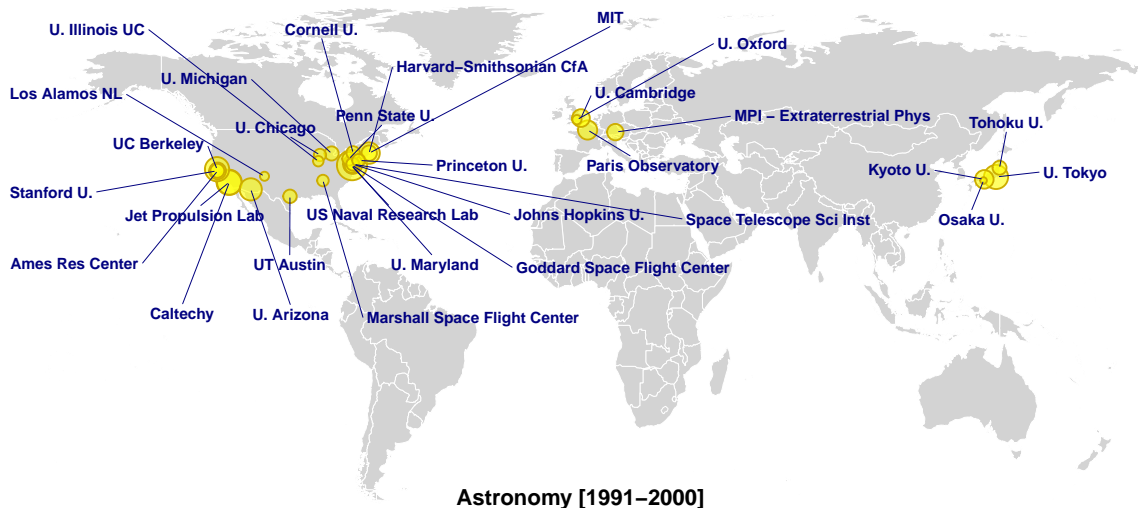 MIT
U. Illinois UC
Cornell U.
U. Oxford
Harvard−Smithsonian CfA
U. Michigan
Los Alamos NL
U. Cambridge
Penn State U.
MPI − Extraterrestrial Phys
Tohoku U.
U. Chicago
UC Berkeley
Princeton U.
Paris Observatory
Kyoto U.
U. Tokyo
Stanford U.
Jet Propulsion Lab
US Naval Research Lab
Johns Hopkins U.
Space Telescope Sci Inst
Osaka U.
Ames Res Center
UT Austin
U. Maryland
Goddard Space Flight Center
Caltechy
U. Arizona
Marshall Space Flight Center
Astronomy [1991−2000]